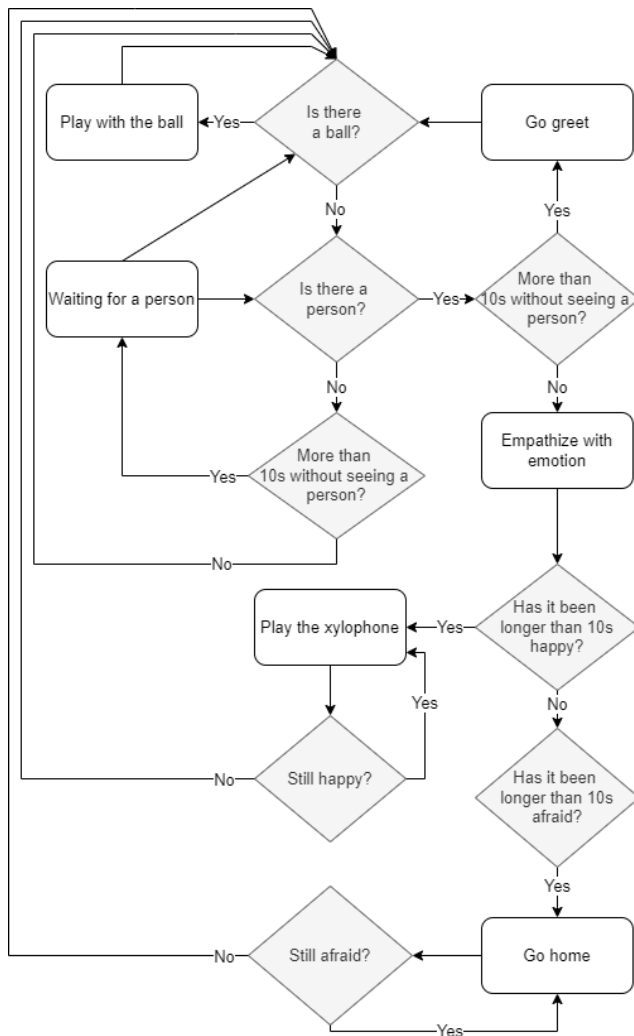 Play with the ball
Yes
Is there
a ball?
Go greet
No
Yes
Waiting for a person
Is there a
person?
Yes
More than
10s without seeing a
person?
No
No
More than
10s without seeing a
person?
Yes
Empathize with
emotion
No
Play the xylophone
Yes
Has it been
longer than 10s
happy?
Yes
No
No
Still happy?
Has it been
longer than 10s
afraid?
Yes
No
Still afraid?
Go home
Yes